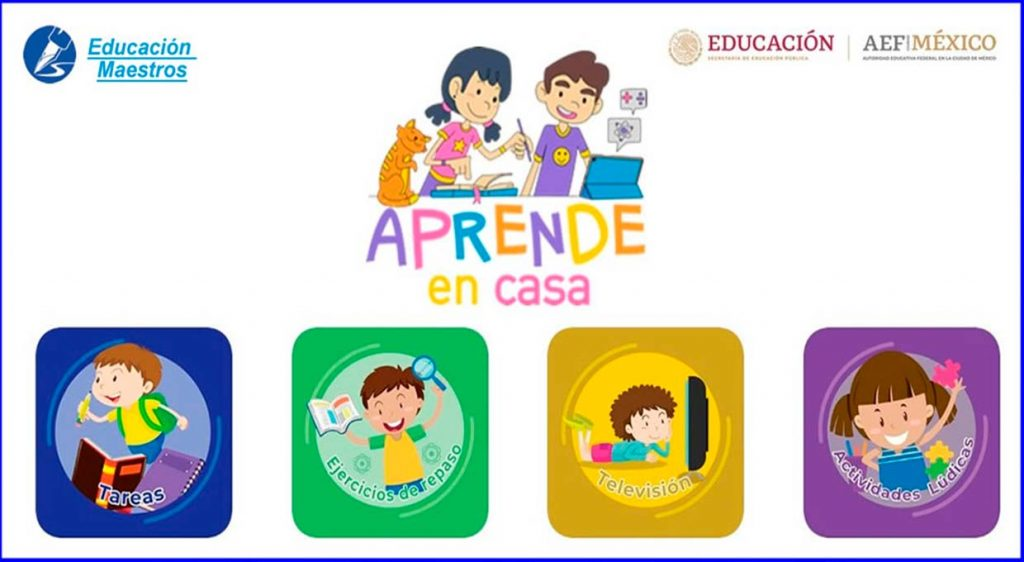 Educación
Maestros
EDUCACIÓN
SECRETARÍA DE EDUCACIÓN PÚBLICA
AEF MÉXICO
AUTORIDAD EDUCATIVA FEDERAL EN LA CIUDAD DE MÉXICO
APRENDE
en casa
Tareas
Ejercicios de repaso
Televisión
Actividades Lúdicas